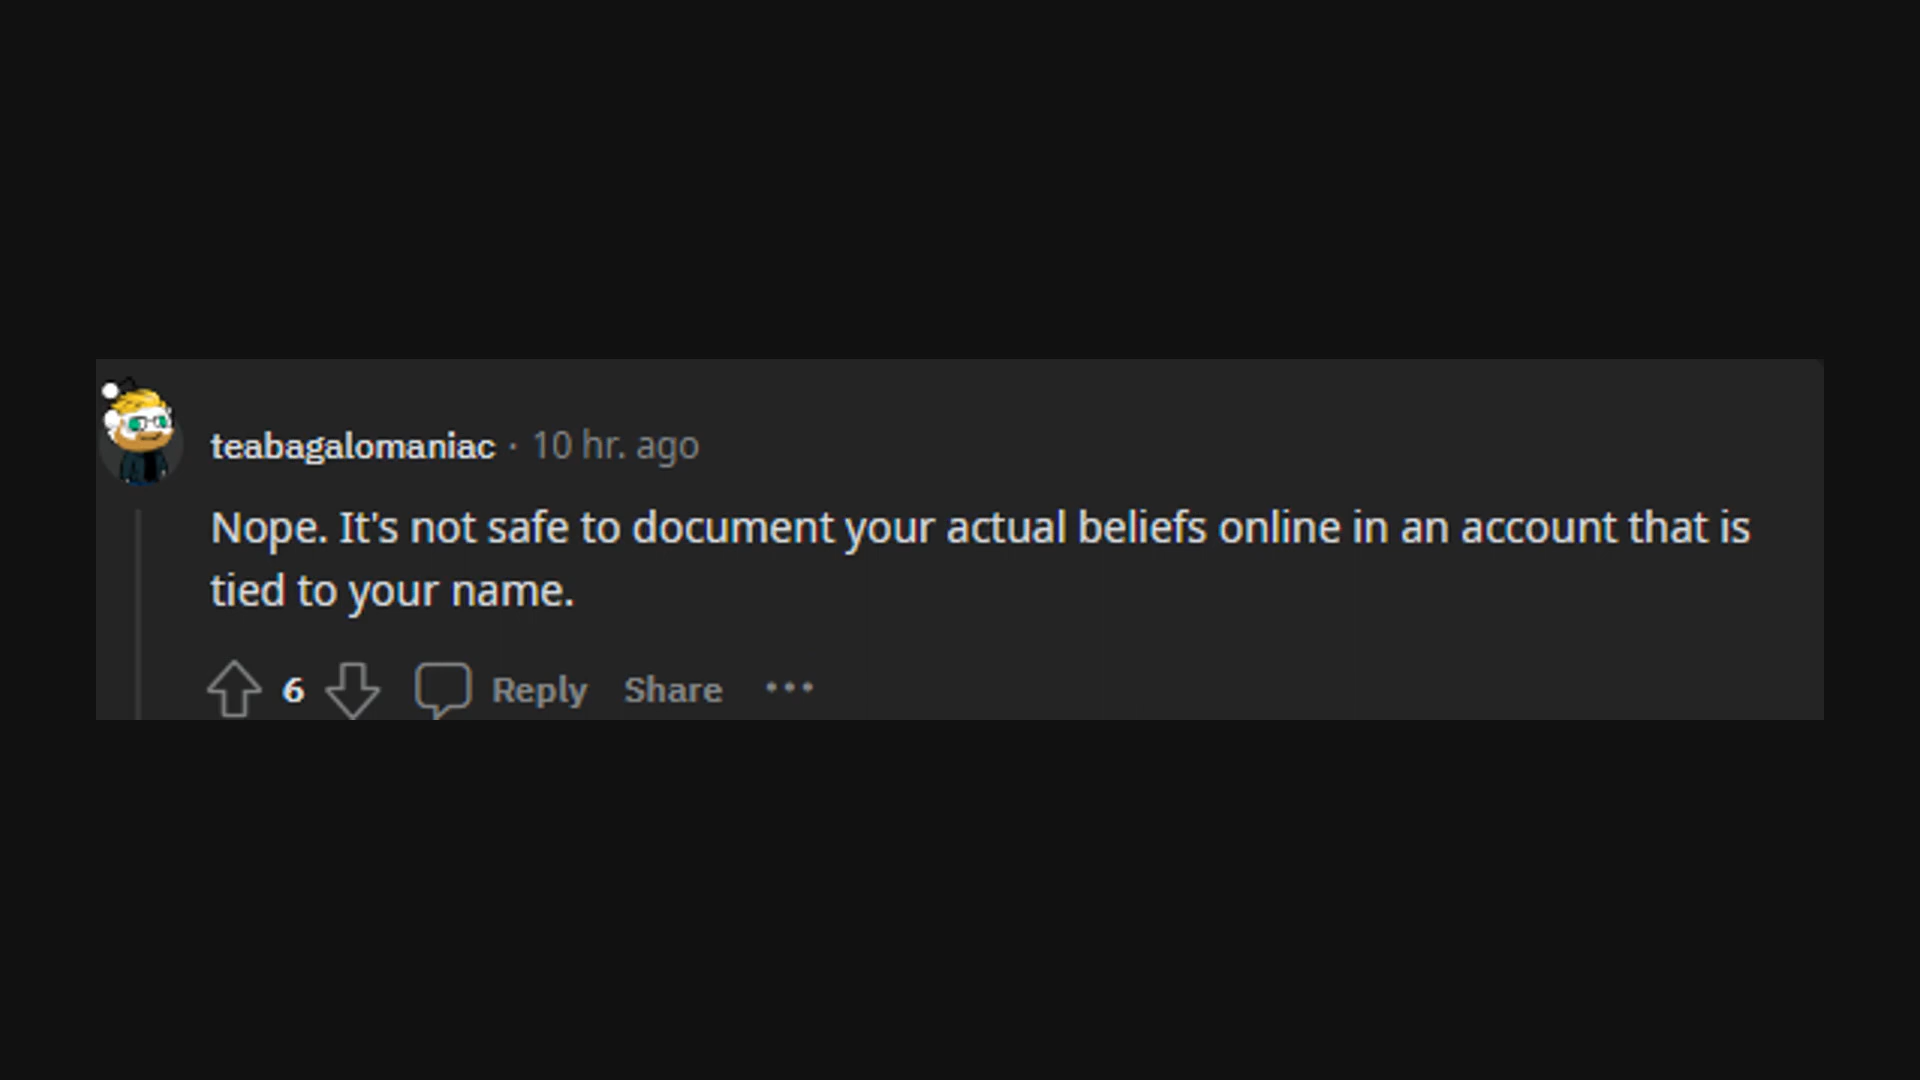 teabagalomaniac · 10 hr. ago
Nope. It's not safe to document your actual beliefs online in an account that is
tied to your name.
6 Reply Share ...